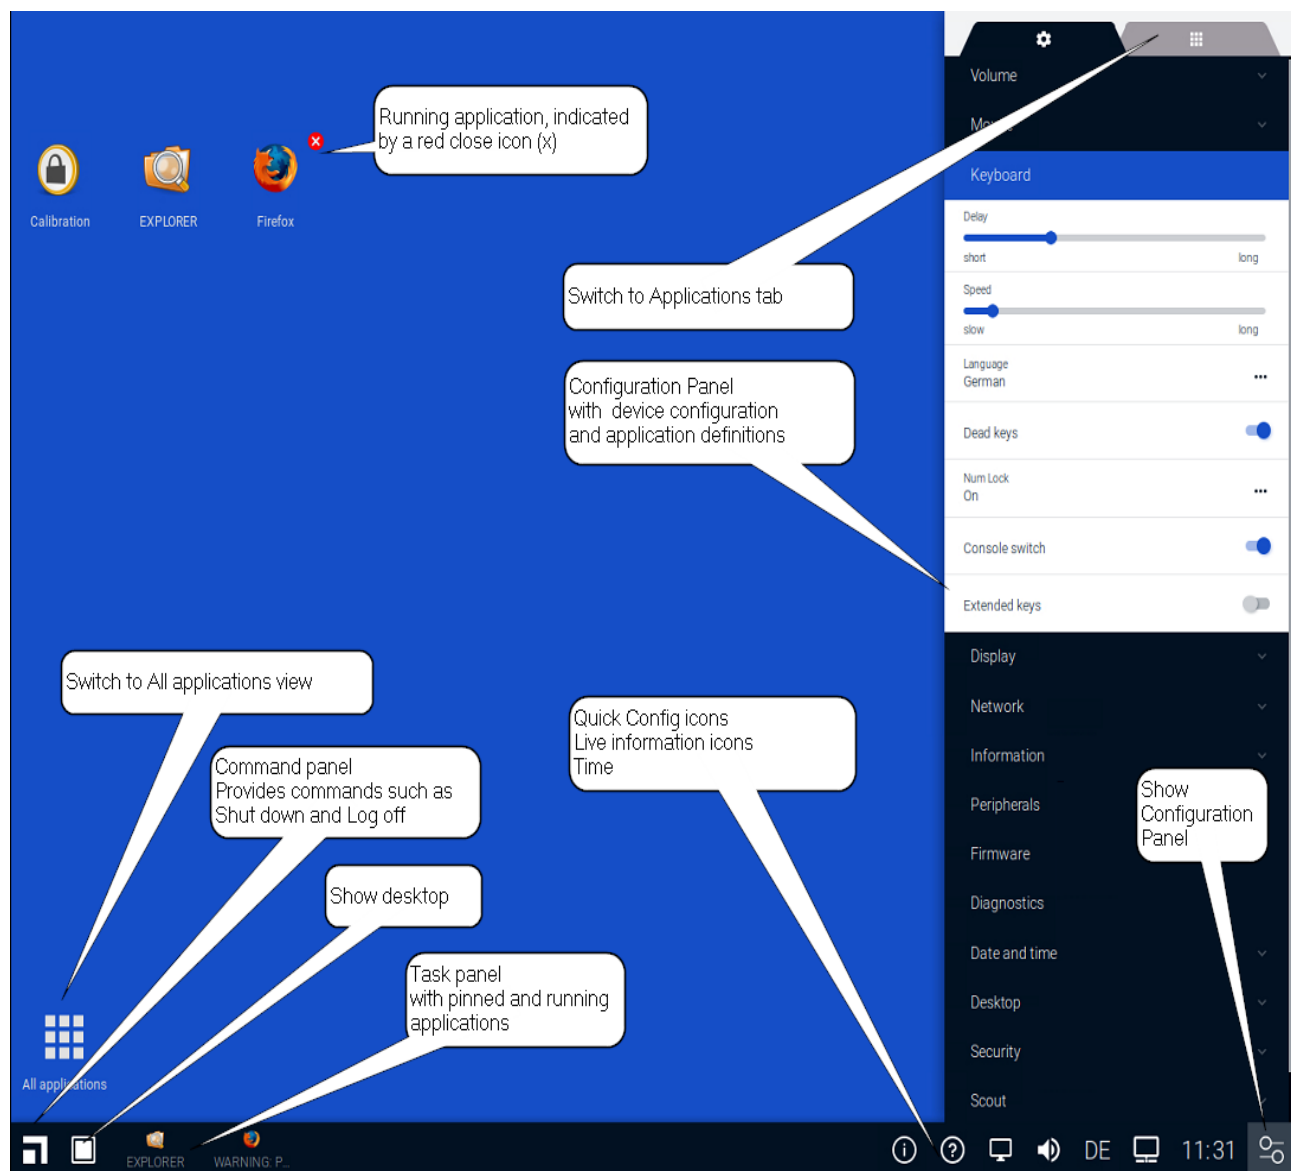 Volume
Mouse
Running application, indicated
by a red close icon (x)
Keyboard
Calibration
EXPLORER
Firefox
Delay
short
long
Switch to Applications tab
Speed
slow
long
Language
German
Configuration Panel
with device configuration
and application definitions
Dead keys
Num Lock
On
Console switch
Extended keys
Display
Switch to All applications view
Network
Quick Config icons
Live information icons
Time
Information
Command panel
Provides commands such as
Shut down and Log off
Show
Configuration
Panel
Peripherals
Firmware
Show desktop
Diagnostics
Date and time
Task panel
with pinned and running
applications
Desktop
Security
All applications
Scout
EXPLORER
WARNING: P...
DE
11:31